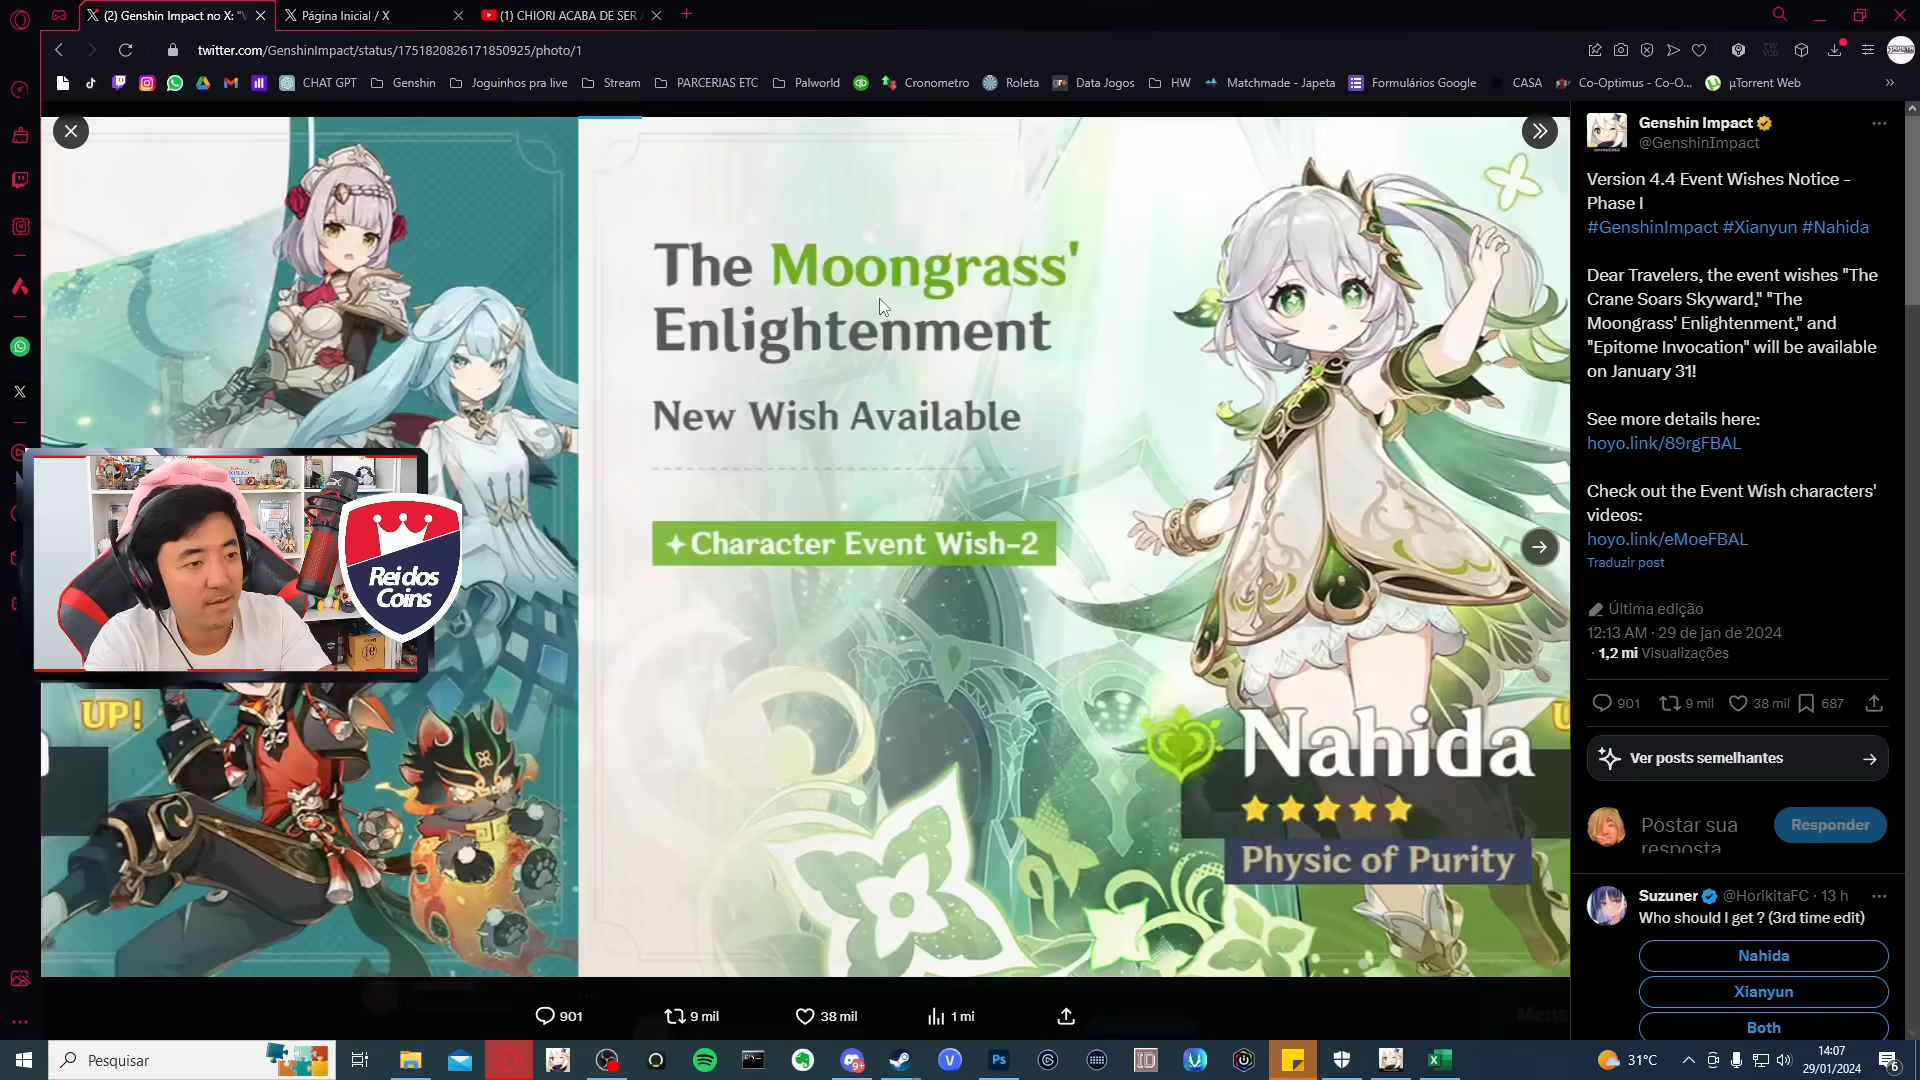 (2) Genshin Impact no X: "V
Página Inicial / X
(1) CHIORI ACABA DE SER
twitter.com/GenshinImpact/status/1751820826171850925/photo/1
CHAT GPT
Genshin
Joguinhos pra live
Stream
PARCERIAS ETC
Palworld
Cronometro
Roleta
Data Jogos
HW
Matchmade - Japeta
Formulários Google
CASA
Co-Optimus - Co-O...
µTorrent Web
The Moongrass'
Enlightenment
New Wish Available
Character Event Wish-2
UP!
Nahida
Physic of Purity
Rei dos
Coins
901
9 mil
38 mil
1 mi
Genshin Impact
@GenshinImpact
Version 4.4 Event Wishes Notice -
Phase I
#GenshinImpact #Xianyun #Nahida
Dear Travelers, the event wishes "The
Crane Soars Skyward," "The
Moongrass' Enlightenment," and
"Epitome Invocation" will be available
on January 31!
See more details here:
hoyo.link/89rgFBAL
Check out the Event Wish characters'
videos:
hoyo.link/eMoeFBAL
Traduzir post
Última edição
12:13 AM · 29 de jan de 2024
· 1,2 mi Visualizações
901
9 mil
38 mil
687
Ver posts semelhantes
Postar sua
resposta
Responder
Suzuner @HorikitaFC · 13 h
Who should I get ? (3rd time edit)
Nahida
Xianyun
Both
Mens
Pesquisar
31°C
14:07
29/01/2024
6